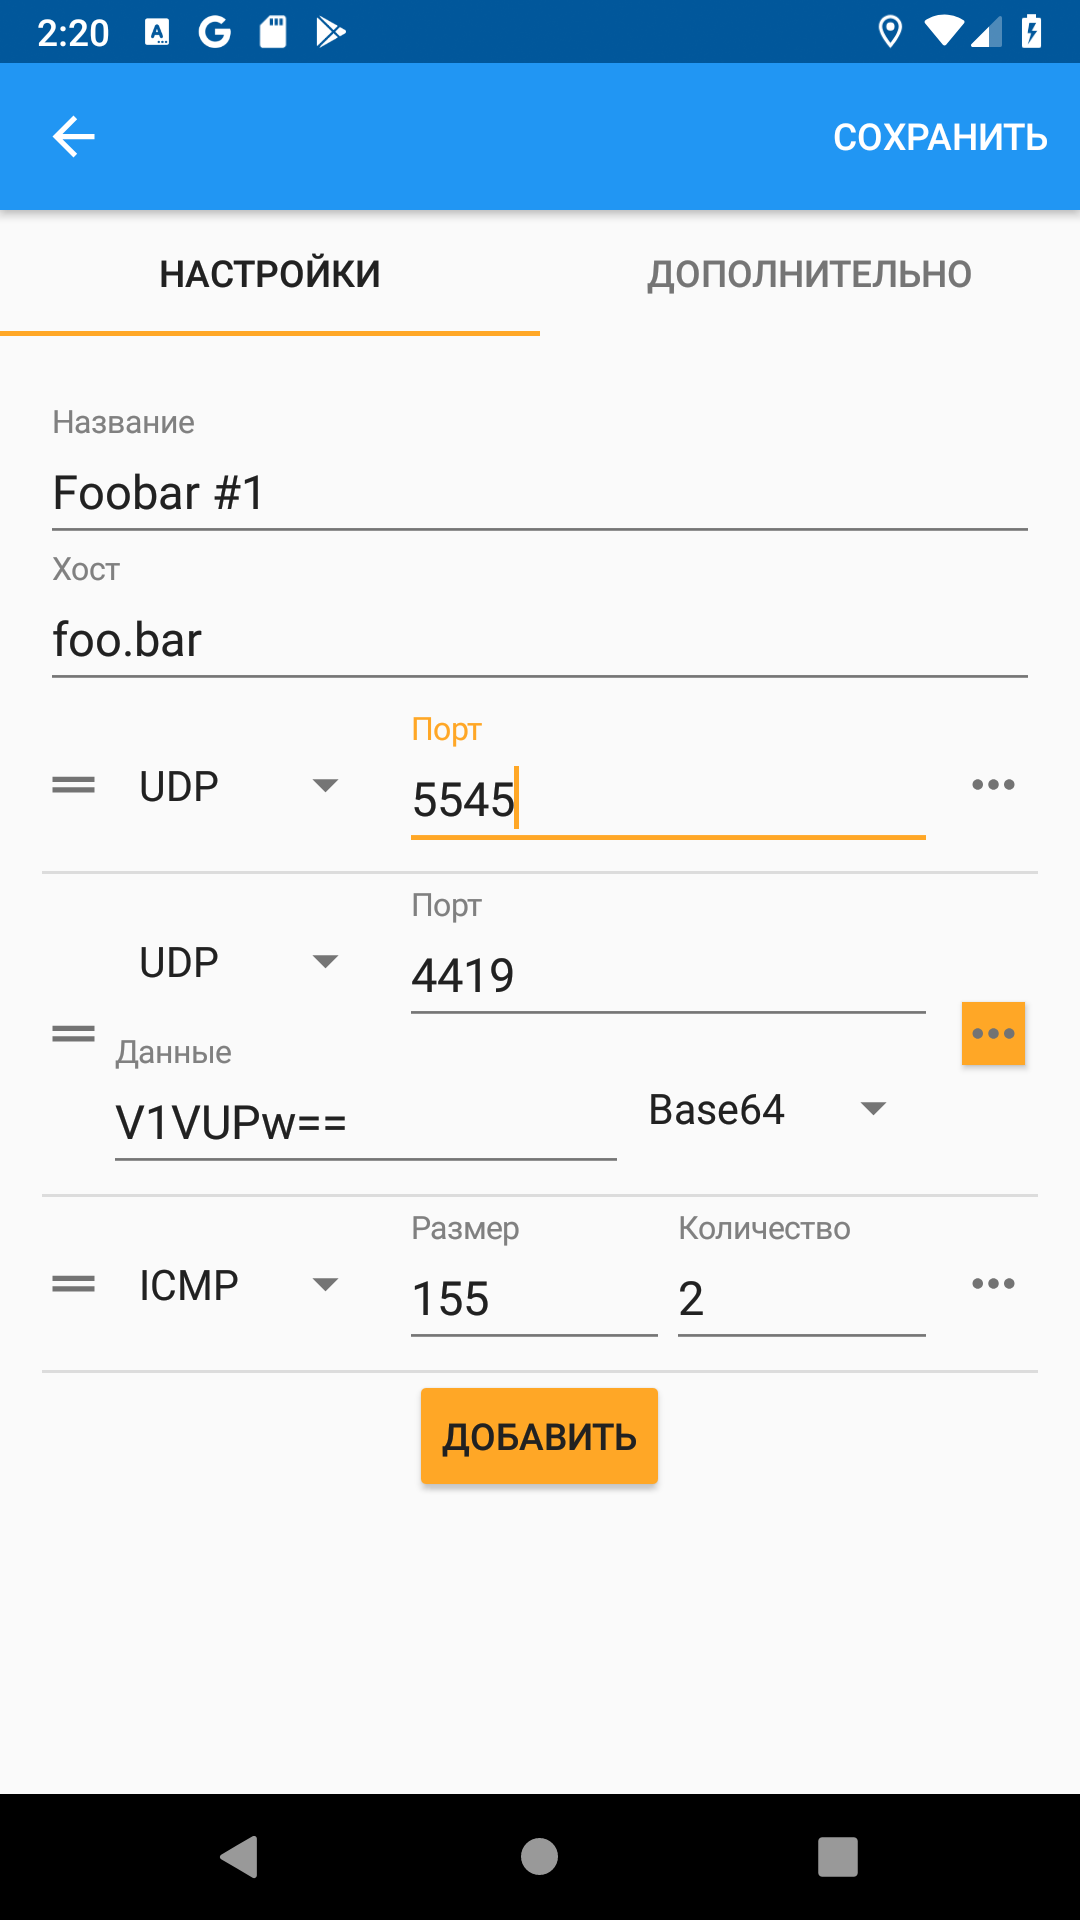 2:20
СОХРАНИТЬ
НАСТРОЙКИ ДОПОЛНИТЕЛЬНО
Название
Foobar #1
Хост
foo.bar
Порт
UDP 5545
Порт
UDP 4419
Данные
V1VUPw== Base64
Размер Количество
ICMP 155 2
ДОБАВИТЬ